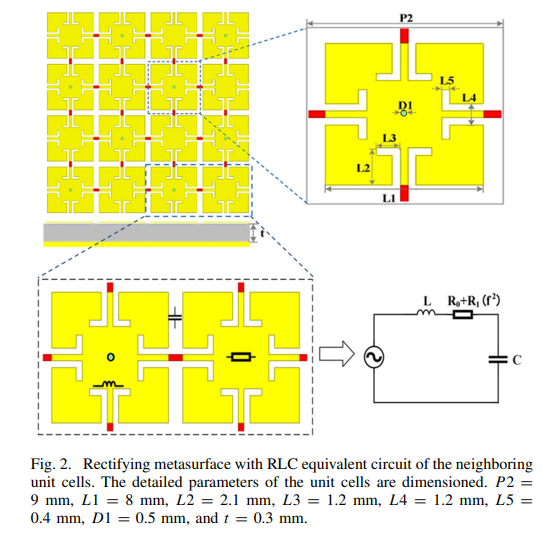 P2
L5
L4
D1
L3
L2
L1
t
L R₀+R₁ (f²)
C
Fig. 2. Rectifying metasurface with RLC equivalent circuit of the neighboring
unit cells. The detailed parameters of the unit cells are dimensioned. P2 =
9 mm, L1 = 8 mm, L2 = 2.1 mm, L3 = 1.2 mm, L4 = 1.2 mm, L5 =
0.4 mm, D1 = 0.5 mm, and t = 0.3 mm.